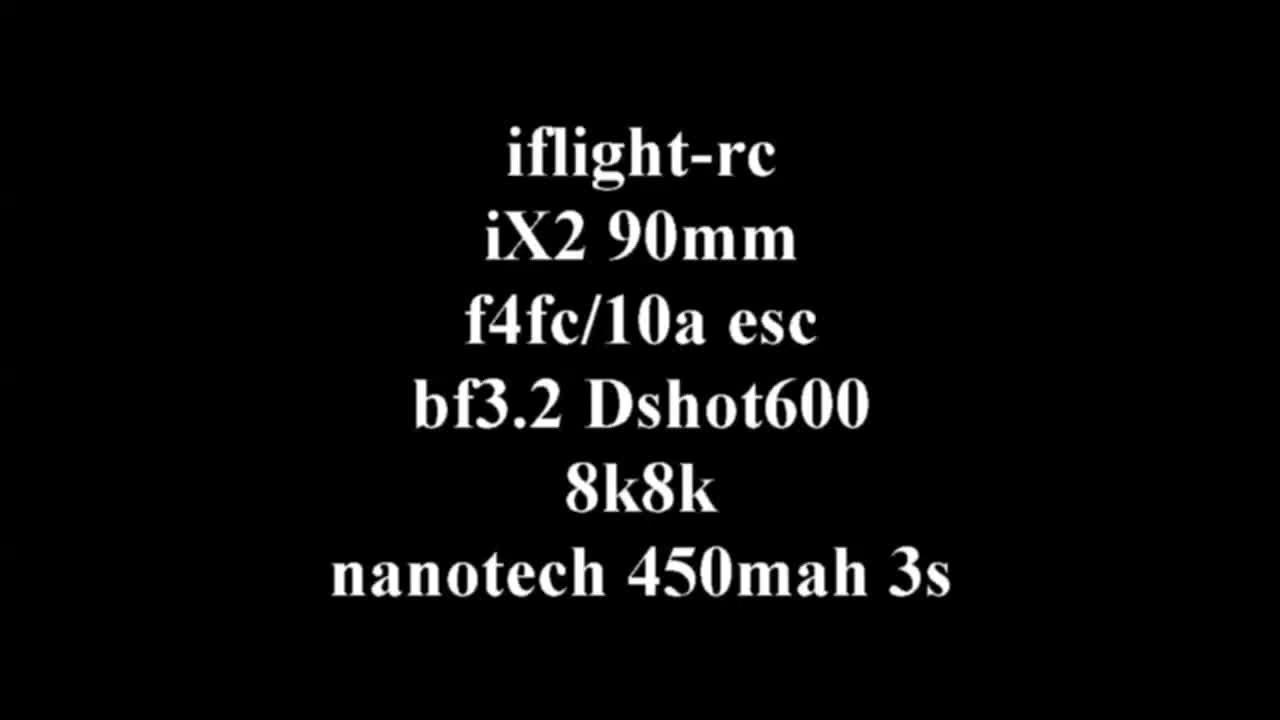 iflight-rc
iX2 90mm
f4fc/10a esc
bf3.2 Dshot600
8k8k
nanotech 450mah 3s